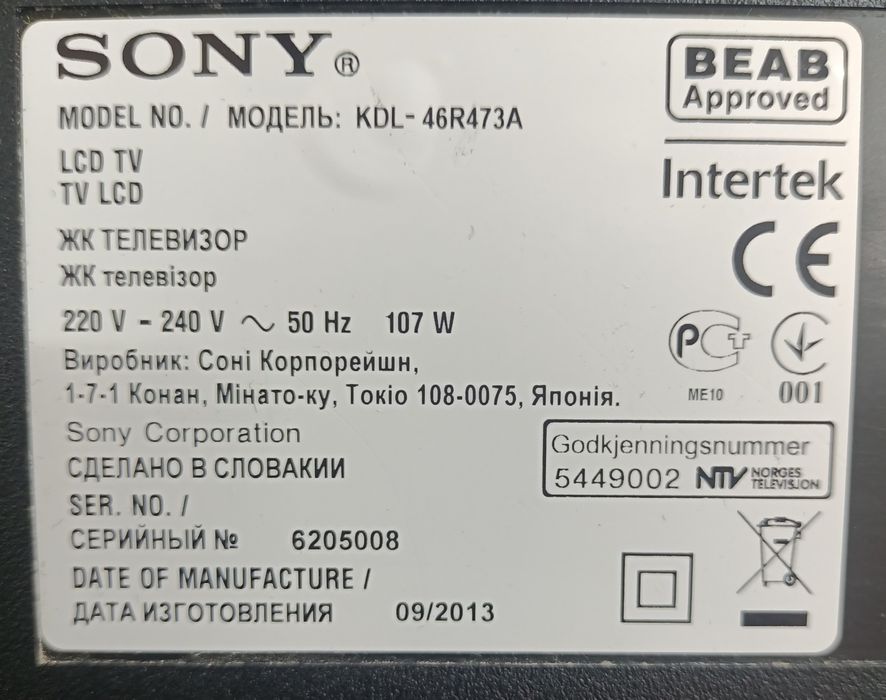 SONY®
BEAB
Approved
MODEL NO. / МОДЕЛЬ: KDL-46R473A
LCD TV
TV LCD
Intertek
ЖК ТЕЛЕВИЗОР
ЖК телевізор
CE
220 V - 240 V ~ 50 Hz 107 W
РСТ
ME10
001
Виробник: Соні Корпорейшн,
1-7-1 Конан, Мінато-ку, Токіо 108-0075, Японія.
Sony Corporation
СДЕЛАНО В СЛОВАКИИ
Godkjenningsnummer
5449002 NTV NORGES
TELEVISJON
SER. NO. /
СЕРИЙНЫЙ № 6205008
DATE OF MANUFACTURE /
ДАТА ИЗГОТОВЛЕНИЯ 09/2013